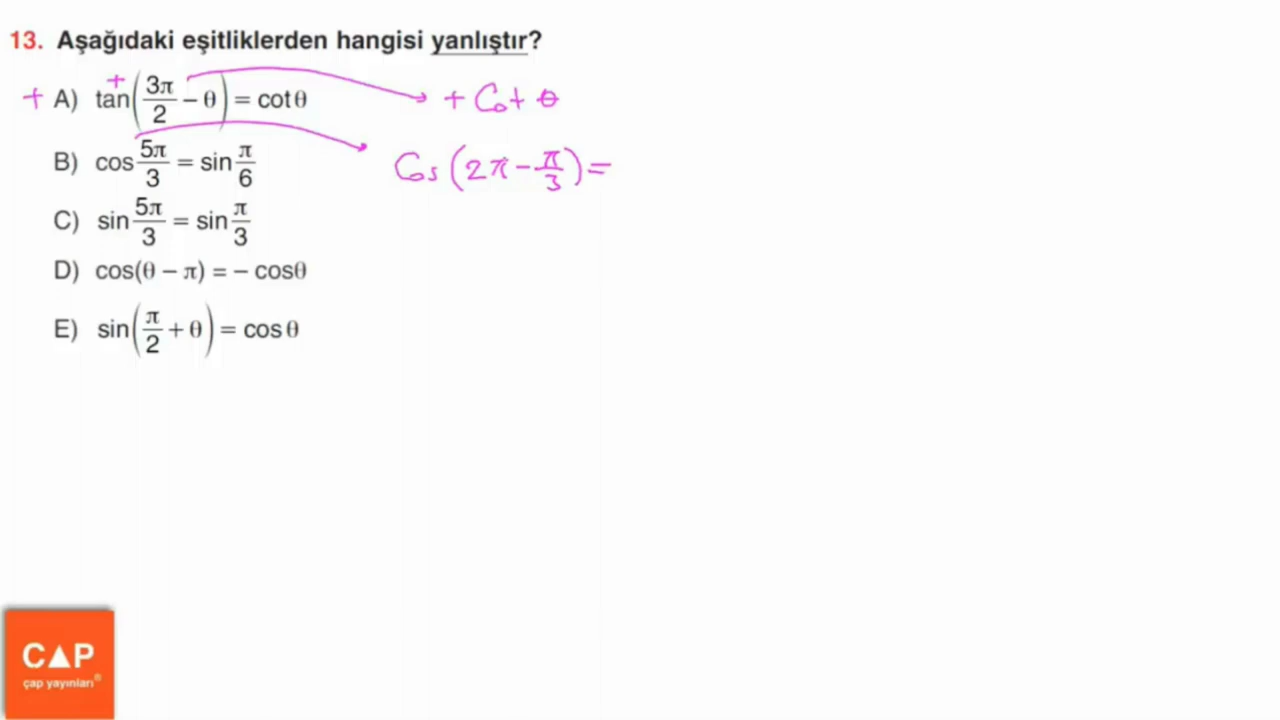 13. Aşağıdaki eşitliklerden hangisi yanlıştır?
+ A) tan(3π/2 − θ) = cotθ + Cot θ
+
B) cos 5π/3 = sin π/6 Cos(2π − π/3) =
C) sin 5π/3 = sin π/3
D) cos(θ − π) = − cosθ
E) sin(π/2 + θ) = cosθ
CAP
çap yayınları®